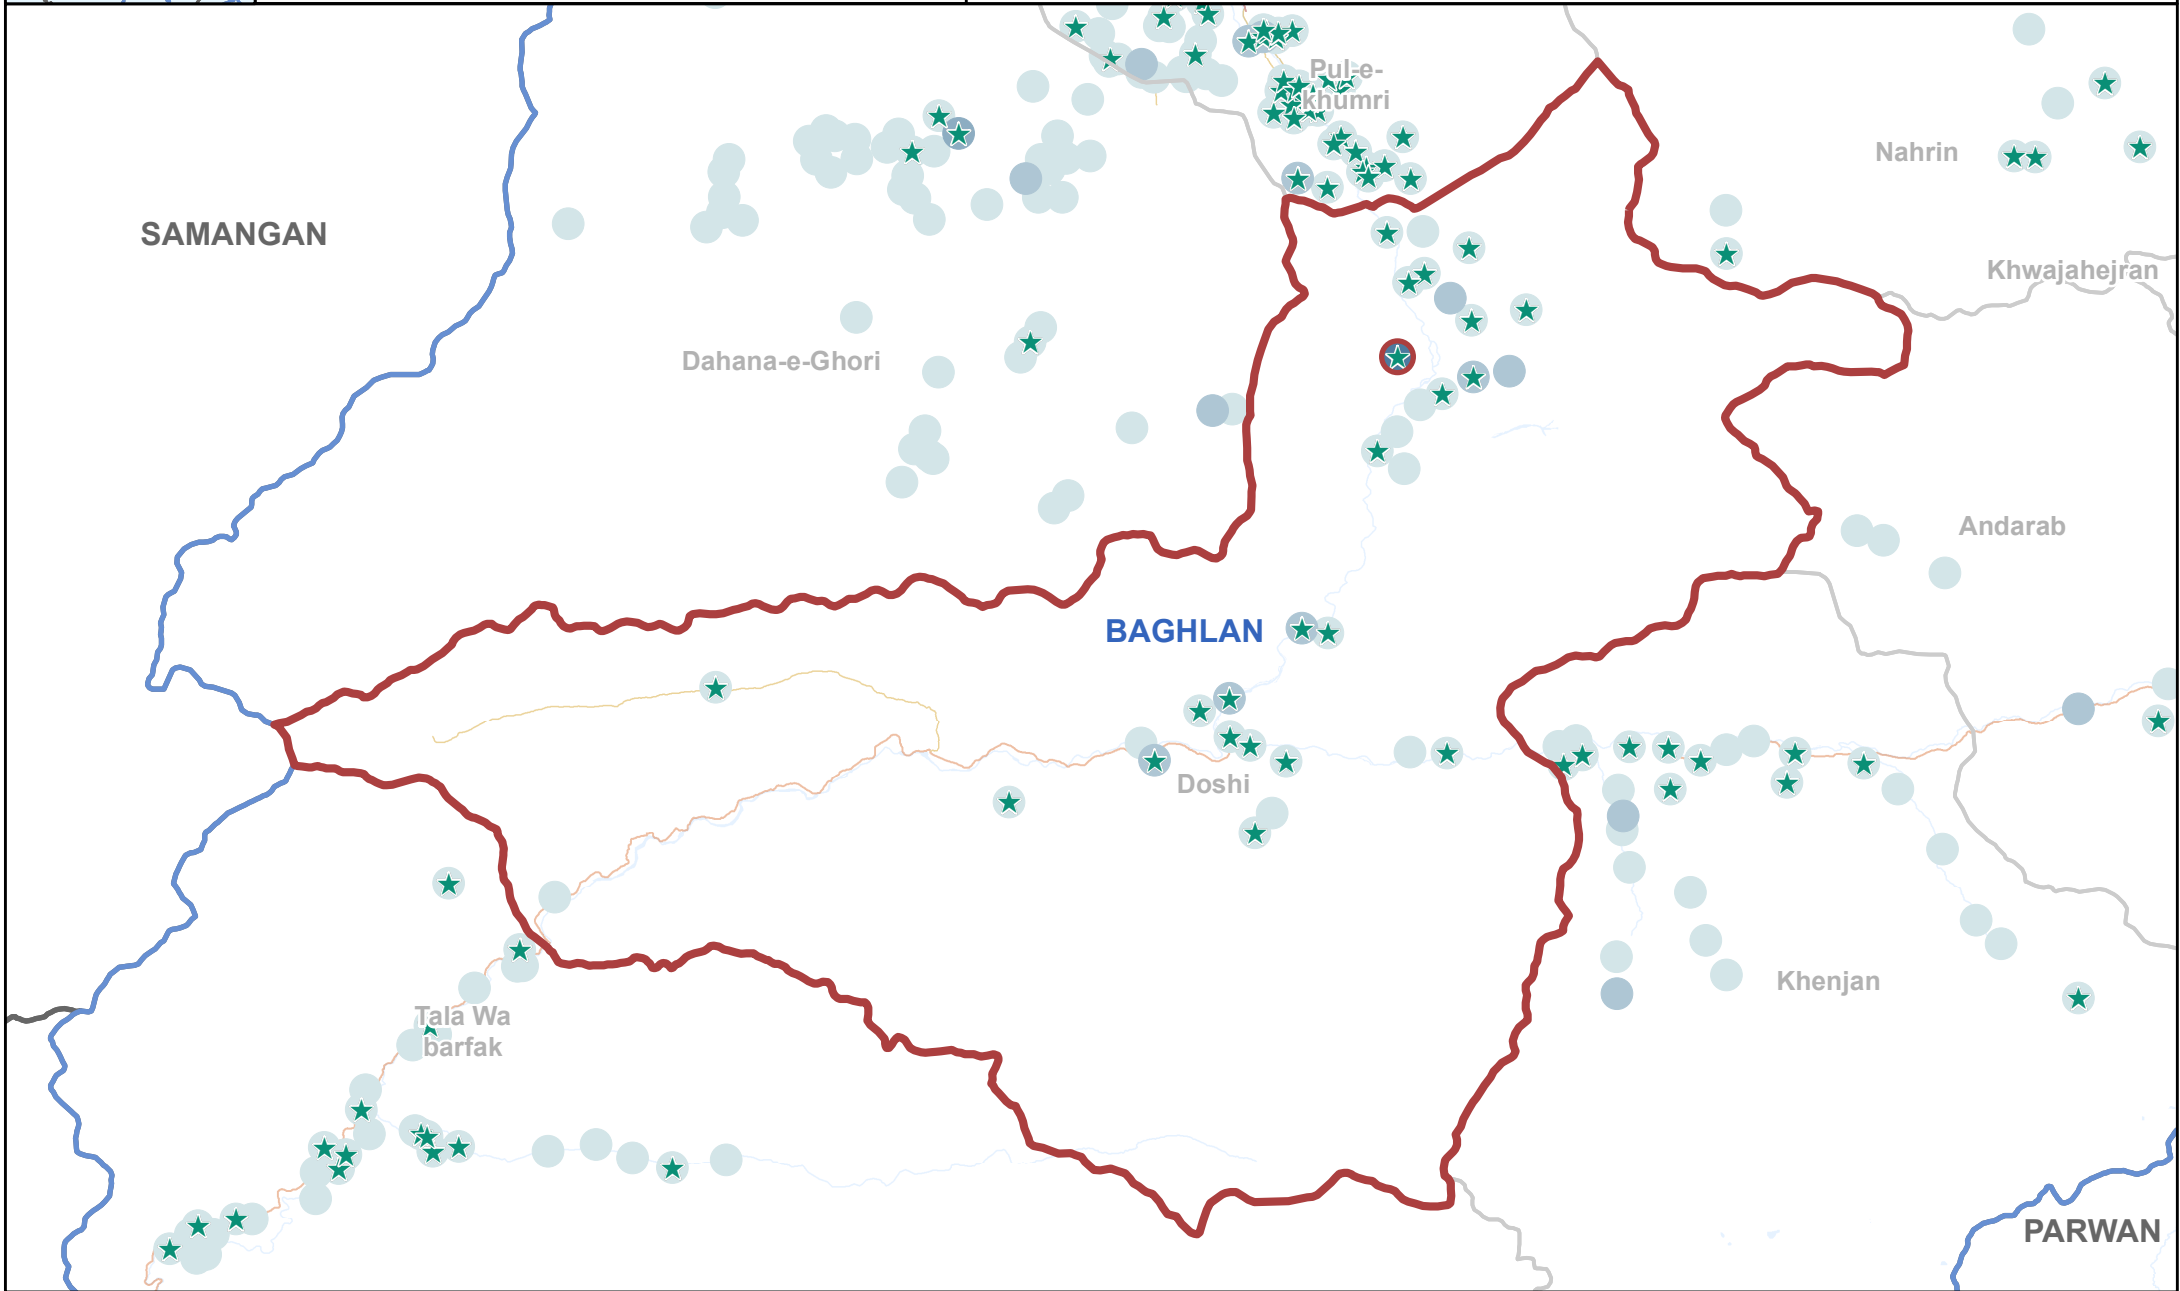 Pul-e-
khumri
Nahrin
SAMANGAN
Khwajahejran
Dahana-e-Ghori
Andarab
BAGHLAN
Doshi
Khenjan
Tala Wa
barfak
PARWAN